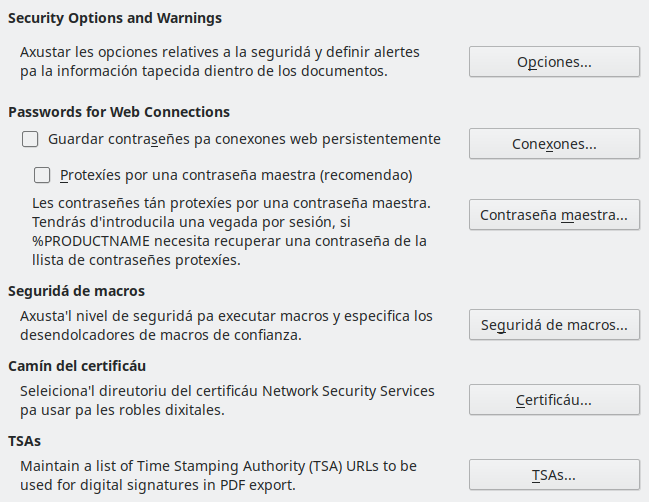 Security Options and Warnings
Axustar les opciones relatives a la seguridá y definir alertes
pa la información tapecida dientro de los documentos.
Opciones...
Passwords for Web Connections
Guardar contraseñes pa conexones web persistentemente
Conexones...
Protexíes por una contraseña maestra (recomendao)
Les contraseñes tán protexíes por una contraseña maestra.
Tendrás d'introducila una vegada por sesión, si
%PRODUCTNAME necesita recuperar una contraseña de la
llista de contraseñes protexíes.
Contraseña maestra...
Seguridá de macros
Axusta'l nivel de seguridá pa executar macros y especifica los
desendolcadores de macros de confianza.
Seguridá de macros...
Camín del certificáu
Seleiciona'l direutoriu del certificáu Network Security Services
pa usar pa les robles dixitales.
Certificáu...
TSAs
Maintain a list of Time Stamping Authority (TSA) URLs to be
used for digital signatures in PDF export.
TSAs...